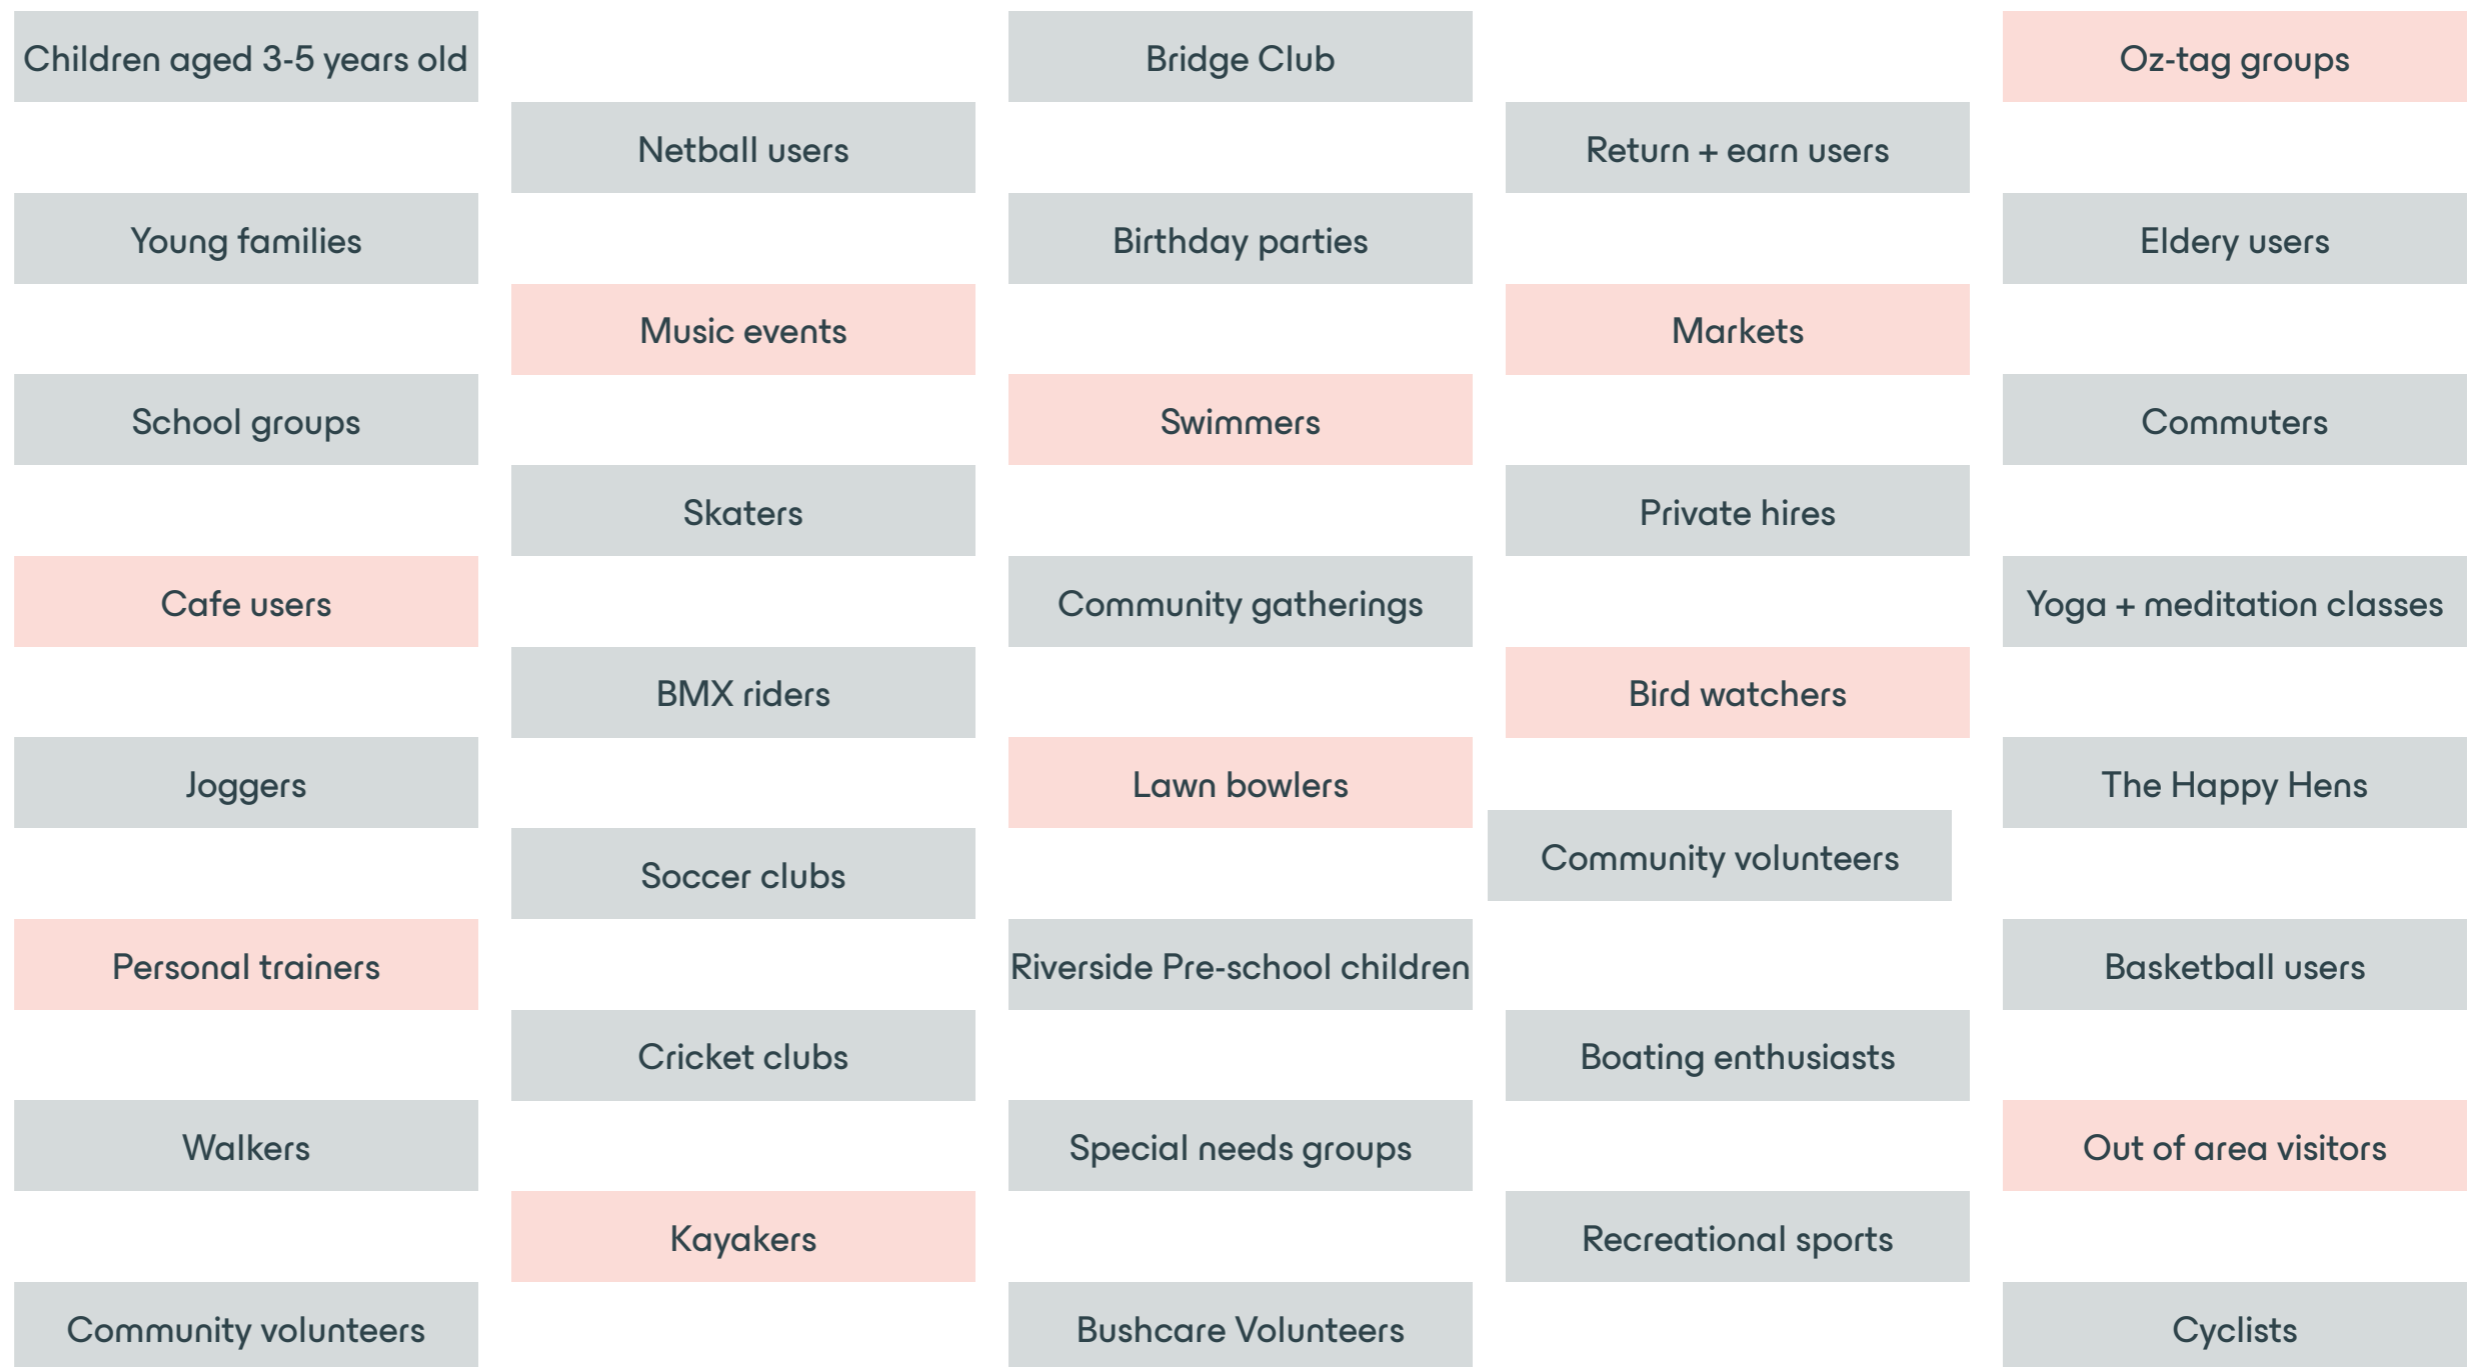 Children aged 3-5 years old
Bridge Club
Oz-tag groups
Netball users
Return + earn users
Young families
Birthday parties
Eldery users
Music events
Markets
School groups
Swimmers
Commuters
Skaters
Private hires
Cafe users
Community gatherings
Yoga + meditation classes
BMX riders
Bird watchers
Joggers
Lawn bowlers
The Happy Hens
Community volunteers
Soccer clubs
Personal trainers
Riverside Pre-school children
Basketball users
Cricket clubs
Boating enthusiasts
Walkers
Special needs groups
Out of area visitors
Kayakers
Recreational sports
Community volunteers
Bushcare Volunteers
Cyclists